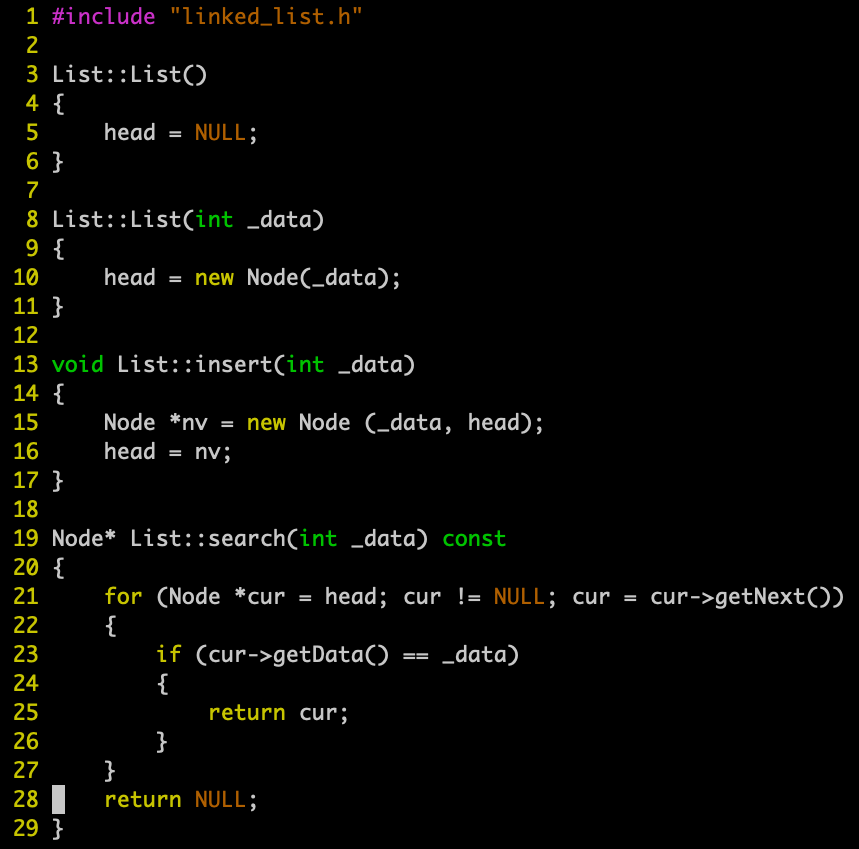 1 #include "linked_list.h"
2
3 List::List()
4 {
5     head = NULL;
6 }
7
8 List::List(int _data)
9 {
10     head = new Node(_data);
11 }
12
13 void List::insert(int _data)
14 {
15     Node *nv = new Node (_data, head);
16     head = nv;
17 }
18
19 Node* List::search(int _data) const
20 {
21     for (Node *cur = head; cur != NULL; cur = cur->getNext())
22     {
23         if (cur->getData() == _data)
24         {
25             return cur;
26         }
27     }
28     return NULL;
29 }